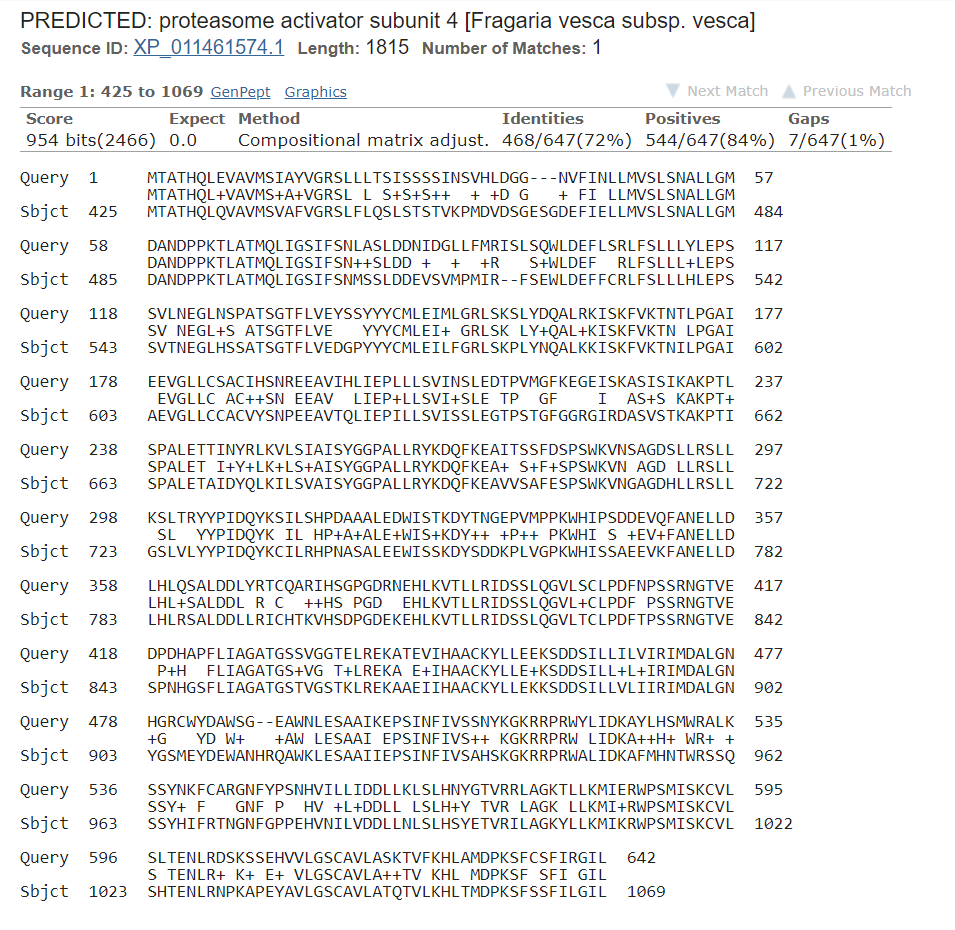 PREDICTED: proteasome activator subunit 4 [Fragaria vesca subsp. vesca]
Sequence ID: XP_011461574.1 Length: 1815 Number of Matches: 1
Range 1: 425 to 1069 GenPept Graphics Next Match Previous Match
Score Expect Method Identities Positives Gaps
954 bits(2466) 0.0 Compositional matrix adjust. 468/647(72%) 544/647(84%) 7/647(1%)
Query 1 MTATHQLEVAVMSIAYVGRSLLLTSISSSSINSVHLDGG---NVFINLLMVSLSNALLGM 57
MTATHQL+VAVMS+A+VGRSL L S+S+S++ + +D G + FI LLMVSLSNALLGM
Sbjct 425 MTATHQLQVAVMSVAFVGRSLFLQSLSTSTVKPMDVDSGESGDEFIELLMVSLSNALLGM 484
Query 58 DANDPPKTLATMQLIGSIFSNLASLDDNIDGLLFMRISLSQWLDEFLSRLFSLLLYLEPS 117
DANDPPKTLATMQLIGSIFSN++SLDD + + +R S+WLDEF RLFSLLL+LEPS
Sbjct 485 DANDPPKTLATMQLIGSIFSNMSSLDDEVSVMPMIR--FSEWLDEFFCRLFSLLLHLEPS 542
Query 118 SVLNEGLNSPATSGTFLVEYSSYYYCMLEIMLGRLSKSLYDQALRKISKFVKTNTLPGAI 177
SV NEGL+S ATSGTFLVE YYYCMLEI+ GRLSK LY+QAL+KISKFVKTN LPGAI
Sbjct 543 SVTNEGLHSSATSGTFLVEDGPYYYCMLEILFGRLSKPLYNQALKKISKFVKTNILPGAI 602
Query 178 EEVGLLCSACIHSNREEAVIHLIEPLLLSVINSLEDTPVMGFKEGEISKASISIKAKPTL 237
EVGLLC AC++SN EEAV LIEP+LLSVI+SLE TP GF I AS+S KAKPT+
Sbjct 603 AEVGLLCCACVYSNPEEAVTQLIEPILLSVISSLEGTPSTGFGGRGIRDASVSTKAKPTI 662
Query 238 SPALETTINYRLKVLSIAISYGGPALLRYKDQFKEAITSSFDSPSWKVNSAGDSLLRSLL 297
SPALET I+Y+LK+LS+AISYGGPALLRYKDQFKEA+ S+F+SPSWKVN AGD LLRSLL
Sbjct 663 SPALETAIDYQLKILSVAISYGGPALLRYKDQFKEAVVSAFESPSWKVNGAGDHLLRSLL 722
Query 298 KSLTRYYPIDQYKSILSHPDAAALEDWISTKDYTNGEPVMPPKWHIPSDDEVQFANELLD 357
SL YYPIDQYK IL HP+A+ALE+WIS+KDY++ +P++ PKWHI S +EV+FANELLD
Sbjct 723 GSLVLYYPIDQYKCILRHPNASALEEWISSKDYSDDKPLVGPKWHISSAEEVKFANELLD 782
Query 358 LHLQSALDDLYRTCQARIHSGPGDRNEHLKVTLLRIDSSLQGVLSCLPDFNPSSRNGTVE 417
LHL+SALDDL R C ++HS PGD EHLKVTLLRIDSSLQGVL+CLPDF PSSRNGTVE
Sbjct 783 LHLRSALDDLLRICHTKVHSDPGDEKEHLKVTLLRIDSSLQGVLTCLPDFTPSSRNGTVE 842
Query 418 DPDHAPFLIAGATGSSVGGTELREKATEVIHAACKYLLEEKSDDSILLILVIRIMDALGN 477
P+H FLIAGATGS+VG T+LREKA E+IHAACKYLLE+KSDDSILL+L+IRIMDALGN
Sbjct 843 SPNHGSFLIAGATGSTVGSTKLREKAAEIIHAACKYLLEKKSDDSILLVLIIRIMDALGN 902
Query 478 HGRCWYDAWSG--EAWNLESAAIKEPSINFIVSSNYKGKRRPRWYLIDKAYLHSMWRALK 535
+G YD W+ +AW LESAAI EPSINFIVS++ KGKRRPRW LIDKA++H+ WR+ +
Sbjct 903 YGSMEYDEWANHRQAWKLESAAIIEPSINFIVSAHSKGKRRPRWALIDKAFMHNTWRSSQ 962
Query 536 SSYNKFCARGNFYPSNHVILLIDDLLKLSLHNYGTVRRLAGKTLLKMIERWPSMISKCVL 595
SSY+ F GNF P HV +L+DDLL LSLH+Y TVR LAGK LLKMI+RWPSMISKCVL
Sbjct 963 SSYHIFRTNGNFGPPEHVNILVDDLLNLSLHSYETVRILAGKYLLKMIKRWPSMISKCVL 1022
Query 596 SLTENLRDSKSSEHVVLGSCAVLASKTVFKHLAMDPKSFCSFIRGIL 642
S TENLR+ K+ E+ VLGSCAVLA++TV KHL MDPKSF SFI GIL
Sbjct 1023 SHTENLRNPKAPEYAVLGSCAVLATQTVLKHLTMDPKSFSSFILGIL 1069